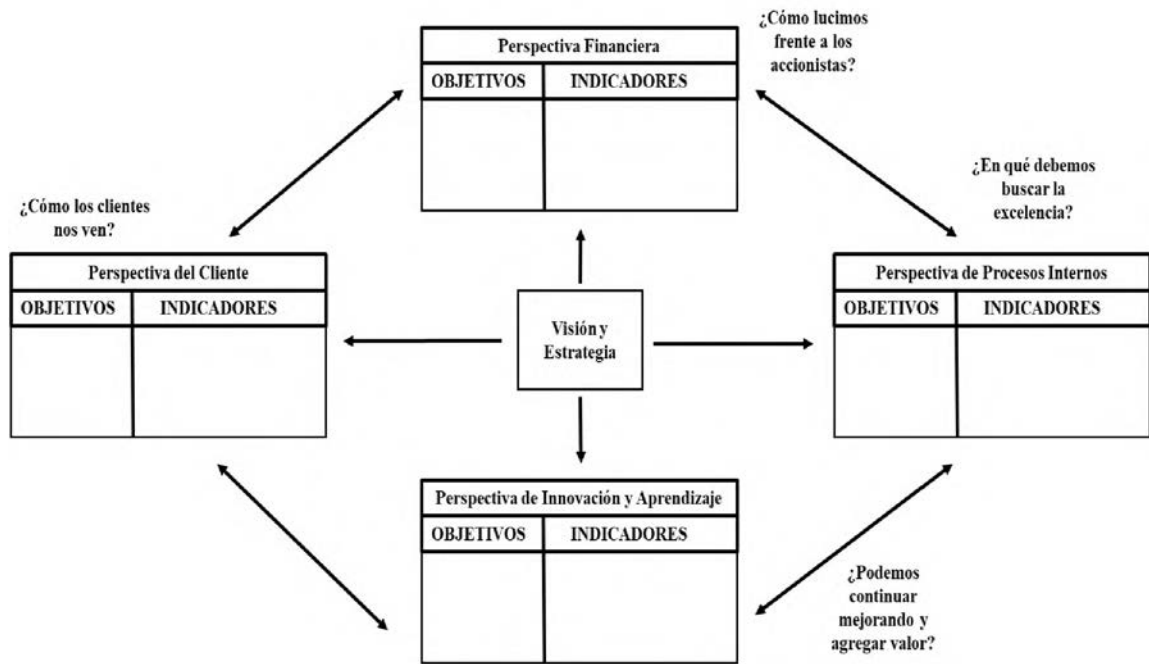 ¿Cómo lucimos
frente a los
accionistas?
Perspectiva Financiera
OBJETIVOS INDICADORES
¿En qué debemos
buscar la
excelencia?
¿Cómo los clientes
nos ven?
Perspectiva del Cliente
OBJETIVOS INDICADORES
Visión y
Estrategia
Perspectiva de Procesos Internos
OBJETIVOS INDICADORES
Perspectiva de Innovación y Aprendizaje
OBJETIVOS INDICADORES
¿Podemos
continuar
mejorando y
agregar valor?